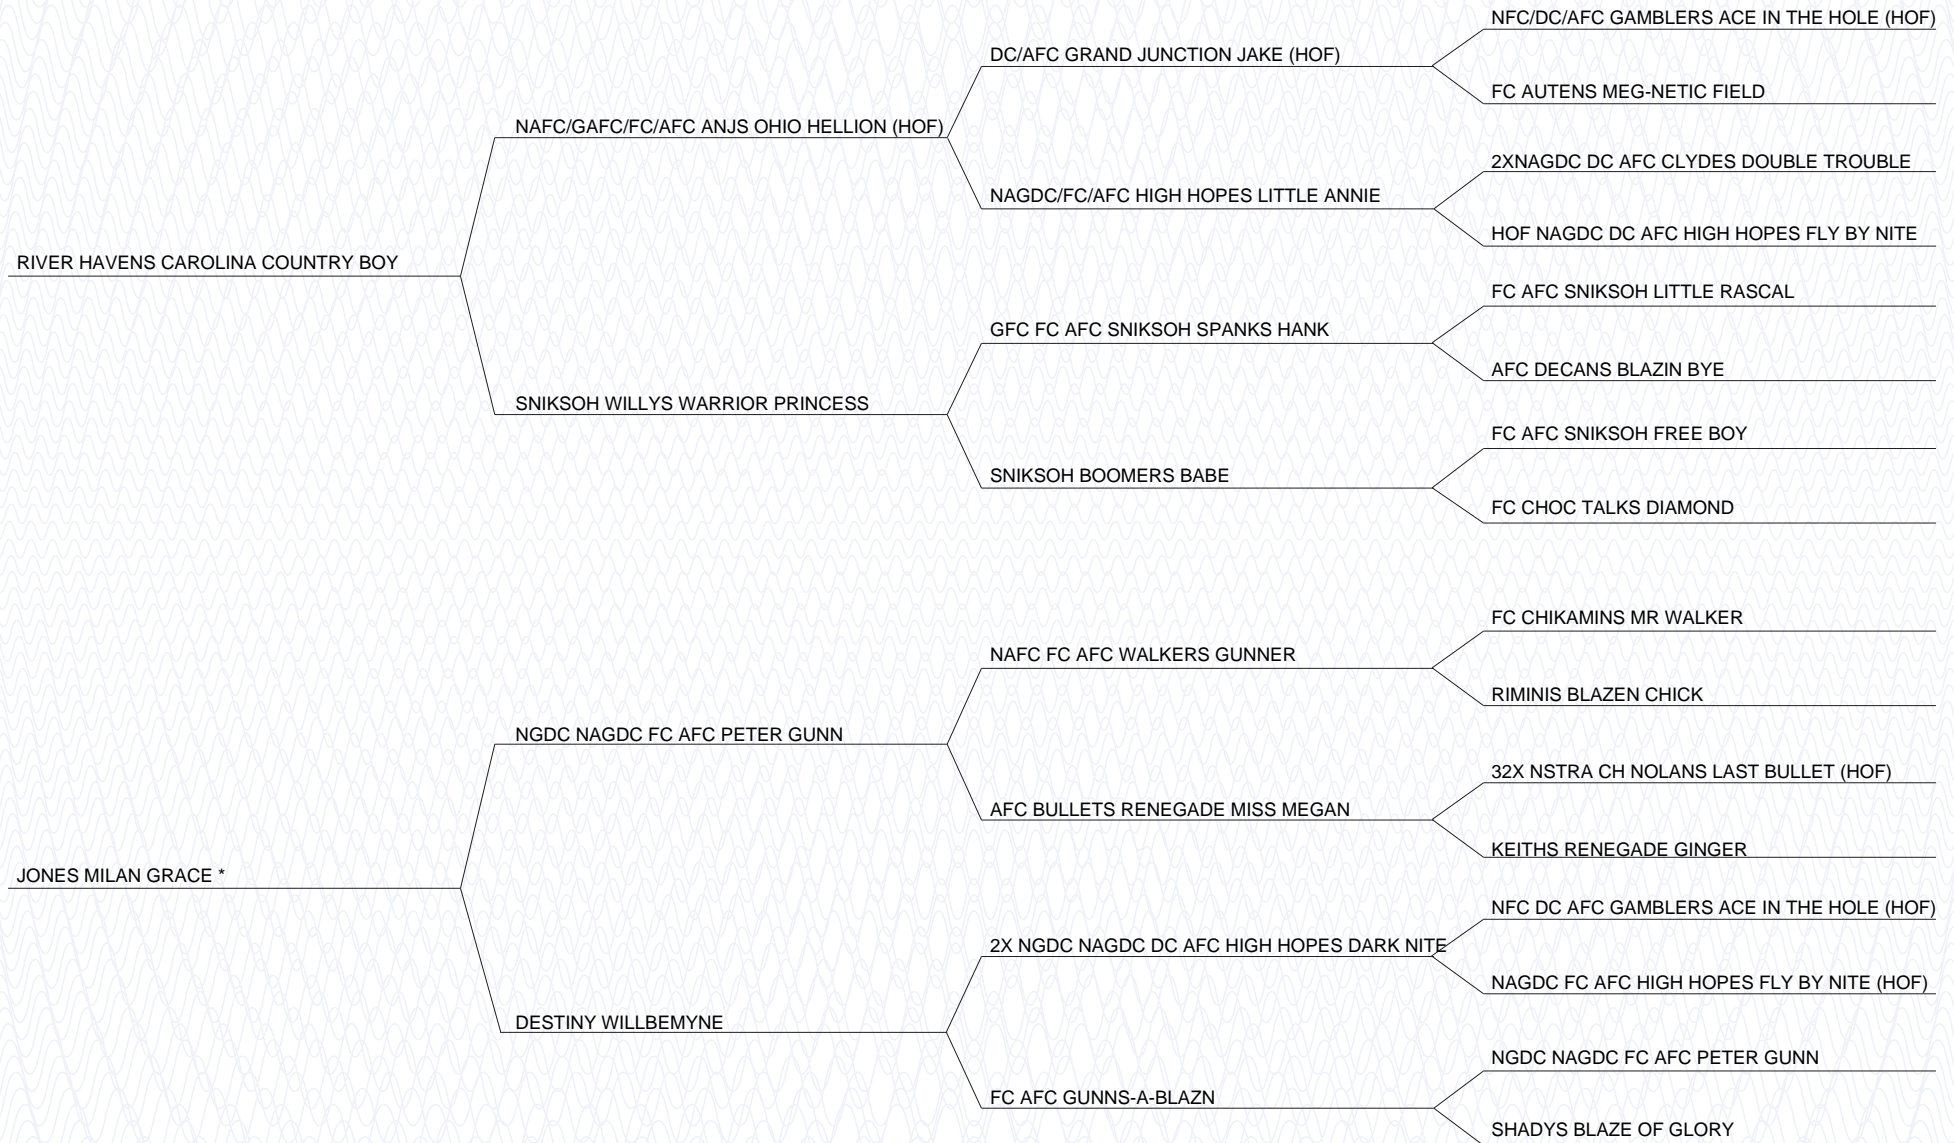 NFC/DC/AFC GAMBLERS ACE IN THE HOLE (HOF)
DC/AFC GRAND JUNCTION JAKE (HOF)
FC AUTENS MEG-NETIC FIELD
NAFC/GAFC/FC/AFC ANJS OHIO HELLION (HOF)
2XNAGDC DC AFC CLYDES DOUBLE TROUBLE
NAGDC/FC/AFC HIGH HOPES LITTLE ANNIE
HOF NAGDC DC AFC HIGH HOPES FLY BY NITE
RIVER HAVENS CAROLINA COUNTRY BOY
FC AFC SNIKSOH LITTLE RASCAL
GFC FC AFC SNIKSOH SPANKS HANK
AFC DECANS BLAZIN BYE
SNIKSOH WILLYS WARRIOR PRINCESS
FC AFC SNIKSOH FREE BOY
SNIKSOH BOOMERS BABE
FC CHOC TALKS DIAMOND
FC CHIKAMINS MR WALKER
NAFC FC AFC WALKERS GUNNER
RIMINIS BLAZEN CHICK
NGDC NAGDC FC AFC PETER GUNN
32X NSTRA CH NOLANS LAST BULLET (HOF)
AFC BULLETS RENEGADE MISS MEGAN
KEITHS RENEGADE GINGER
JONES MILAN GRACE *
NFC DC AFC GAMBLERS ACE IN THE HOLE (HOF)
2X NGDC NAGDC DC AFC HIGH HOPES DARK NITE
NAGDC FC AFC HIGH HOPES FLY BY NITE (HOF)
DESTINY WILLBEMYNE
NGDC NAGDC FC AFC PETER GUNN
FC AFC GUNNS-A-BLAZN
SHADYS BLAZE OF GLORY